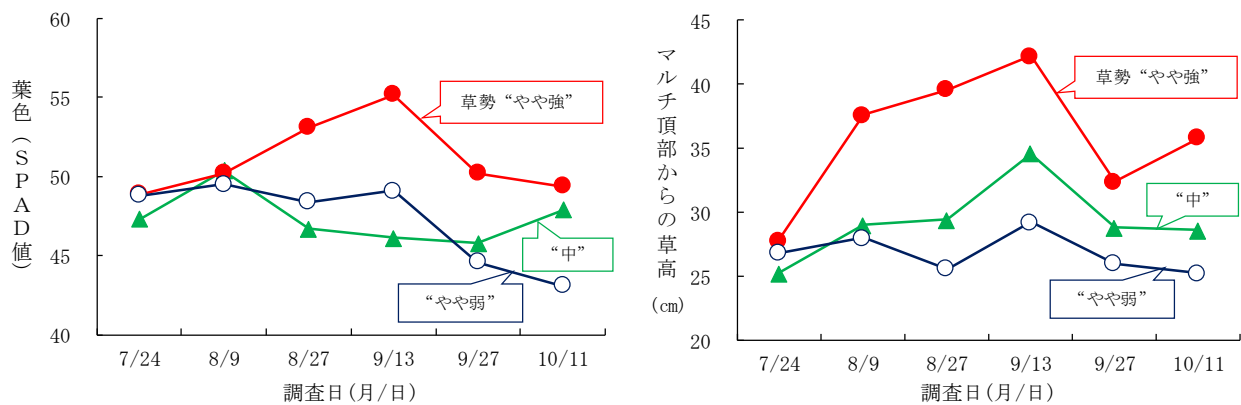 葉色(SPAD値)
60
55
50
45
40
7/24 8/9 8/27 9/13 9/27 10/11
調査日(月/日)
草勢“やや強”
“中”
“やや弱”
マルチ頂部からの草高(㎝)
45
40
35
30
25
20
7/24 8/9 8/27 9/13 9/27 10/11
調査日(月/日)
草勢“やや強”
“中”
“やや弱”